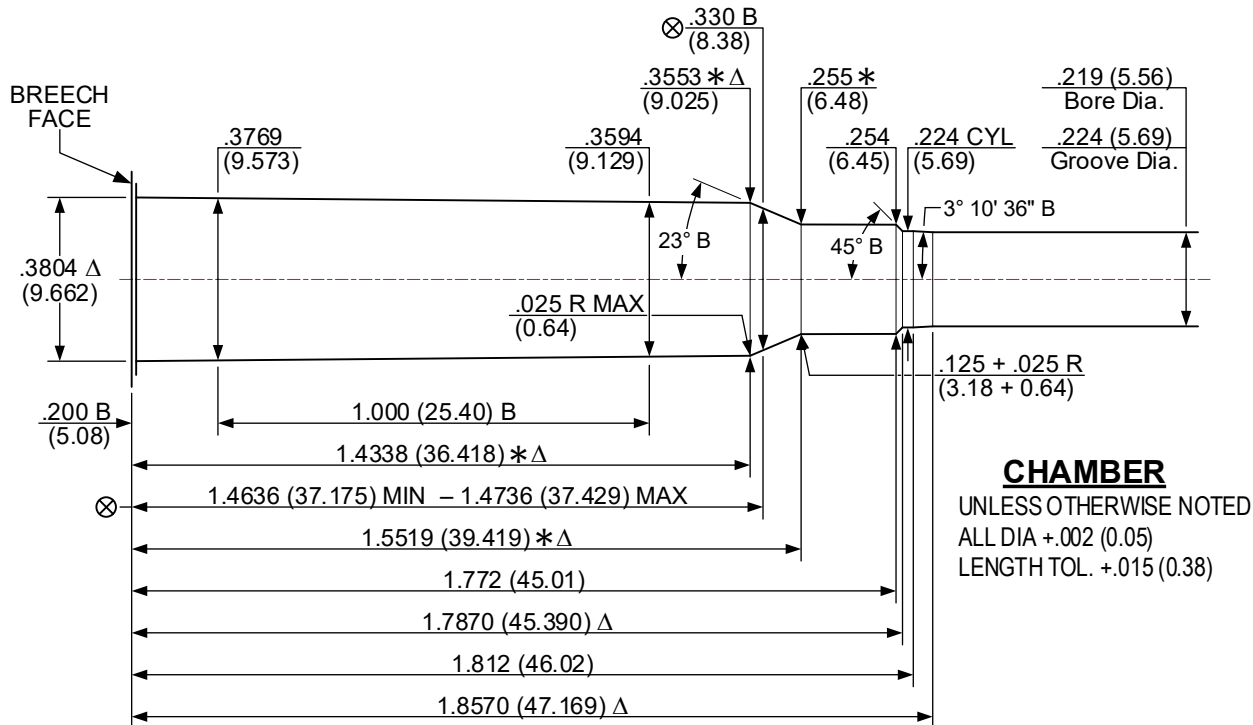 ⊗ .330 B
(8.38)
.3553 * Δ
(9.025)
.255 *
(6.48)
.219 (5.56)
Bore Dia.
BREECH
FACE
.3769
(9.573)
.3594
(9.129)
.254
(6.45)
.224 CYL
(5.69)
.224 (5.69)
Groove Dia.
3° 10' 36" B
23° B
45° B
.3804 Δ
(9.662)
.025 R MAX
(0.64)
.125 + .025 R
(3.18 + 0.64)
.200 B
(5.08)
1.000 (25.40) B
1.4338 (36.418) * Δ
⊗ 1.4636 (37.175) MIN – 1.4736 (37.429) MAX
1.5519 (39.419) * Δ
1.772 (45.01)
1.7870 (45.390) Δ
1.812 (46.02)
1.8570 (47.169) Δ
CHAMBER
UNLESS OTHERWISE NOTED
ALL DIA +.002 (0.05)
LENGTH TOL. +.015 (0.38)